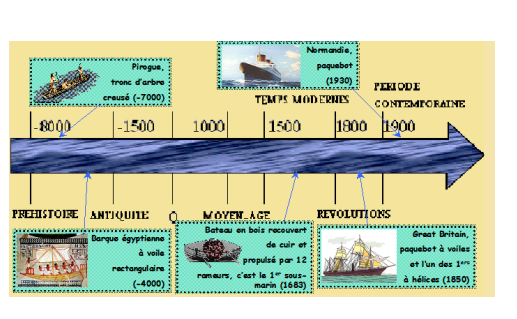 Normandie,
paquebot
(1930)
Pirogue,
tronc d'arbre
creusé (-7000)
PERIODE
CONTEMPORAINE
TEMPS MODERNES
-8000
-1500
1000
1500
1800
1900
PREHISTOIRE
ANTIQUITE
0
MOYEN-AGE
REVOLUTIONS
Barque égyptienne
à voile
rectangulaire
(-4000)
Bateau en bois recouvert
de cuir et
propulsé par 12
rameurs, c'est le 1er sous-
marin (1683)
Great Britain,
paquebot à voiles
et l'un des 1ers
à hélices (1850)